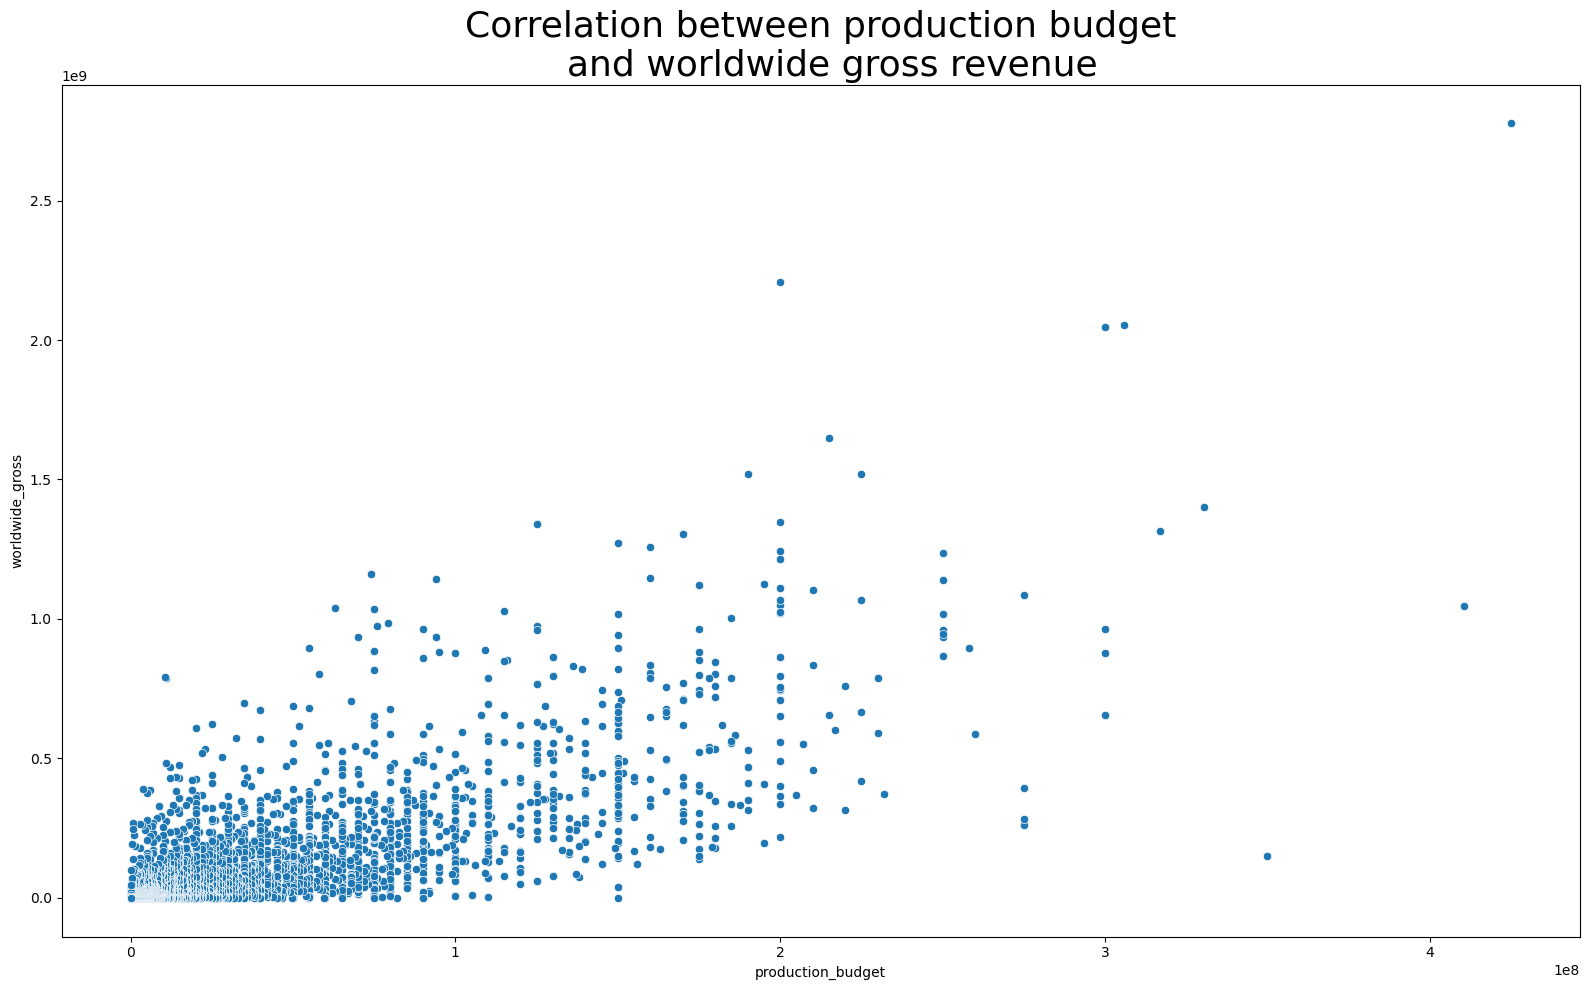 Correlation between production budget
and worldwide gross revenue
1e9
2.5
2.0
1.5
1.0
0.5
0.0
worldwide_gross
0 1 2 3 4
production_budget
1e8